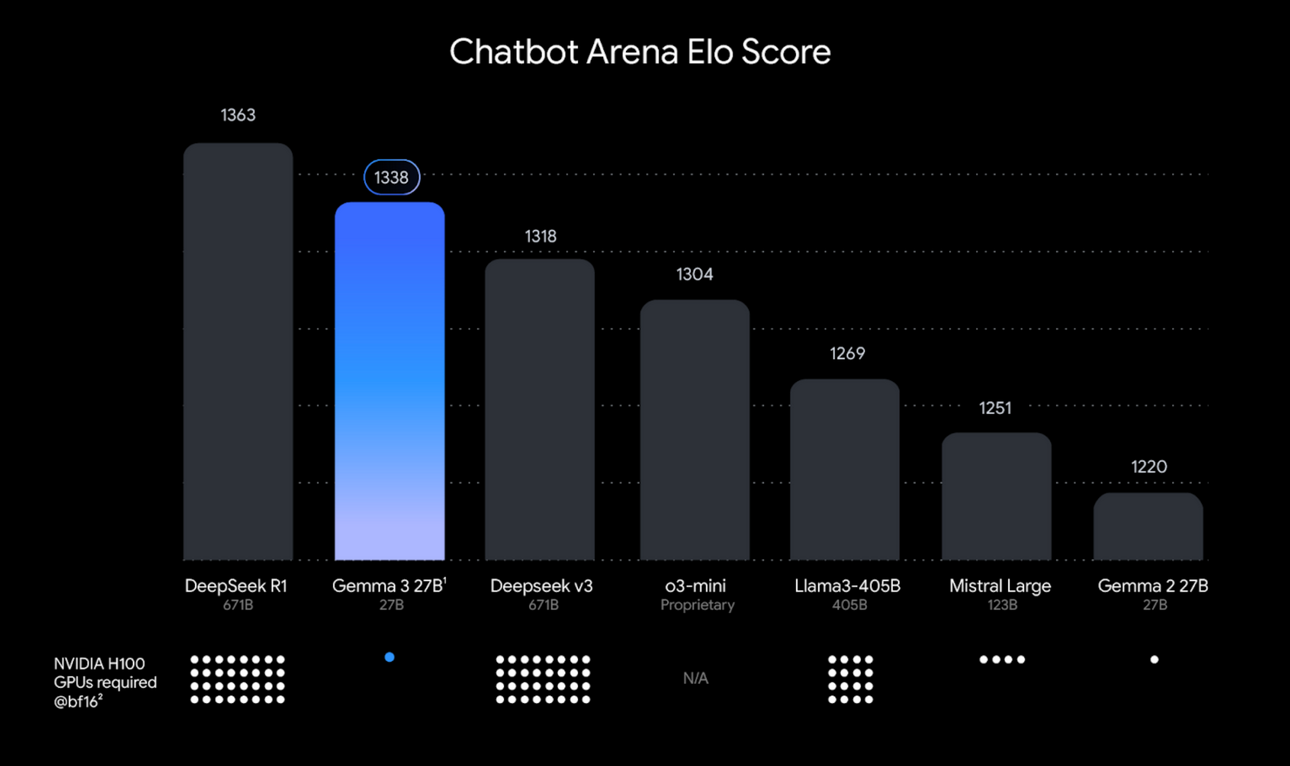 Chatbot Arena Elo Score
1363
1338
1318
1304
1269
1251
1220
DeepSeek R1
671B
Gemma 3 27B¹
27B
Deepseek v3
671B
o3-mini
Proprietary
Llama3-405B
405B
Mistral Large
123B
Gemma 2 27B
27B
NVIDIA H100
GPUs required
@bf16²
N/A